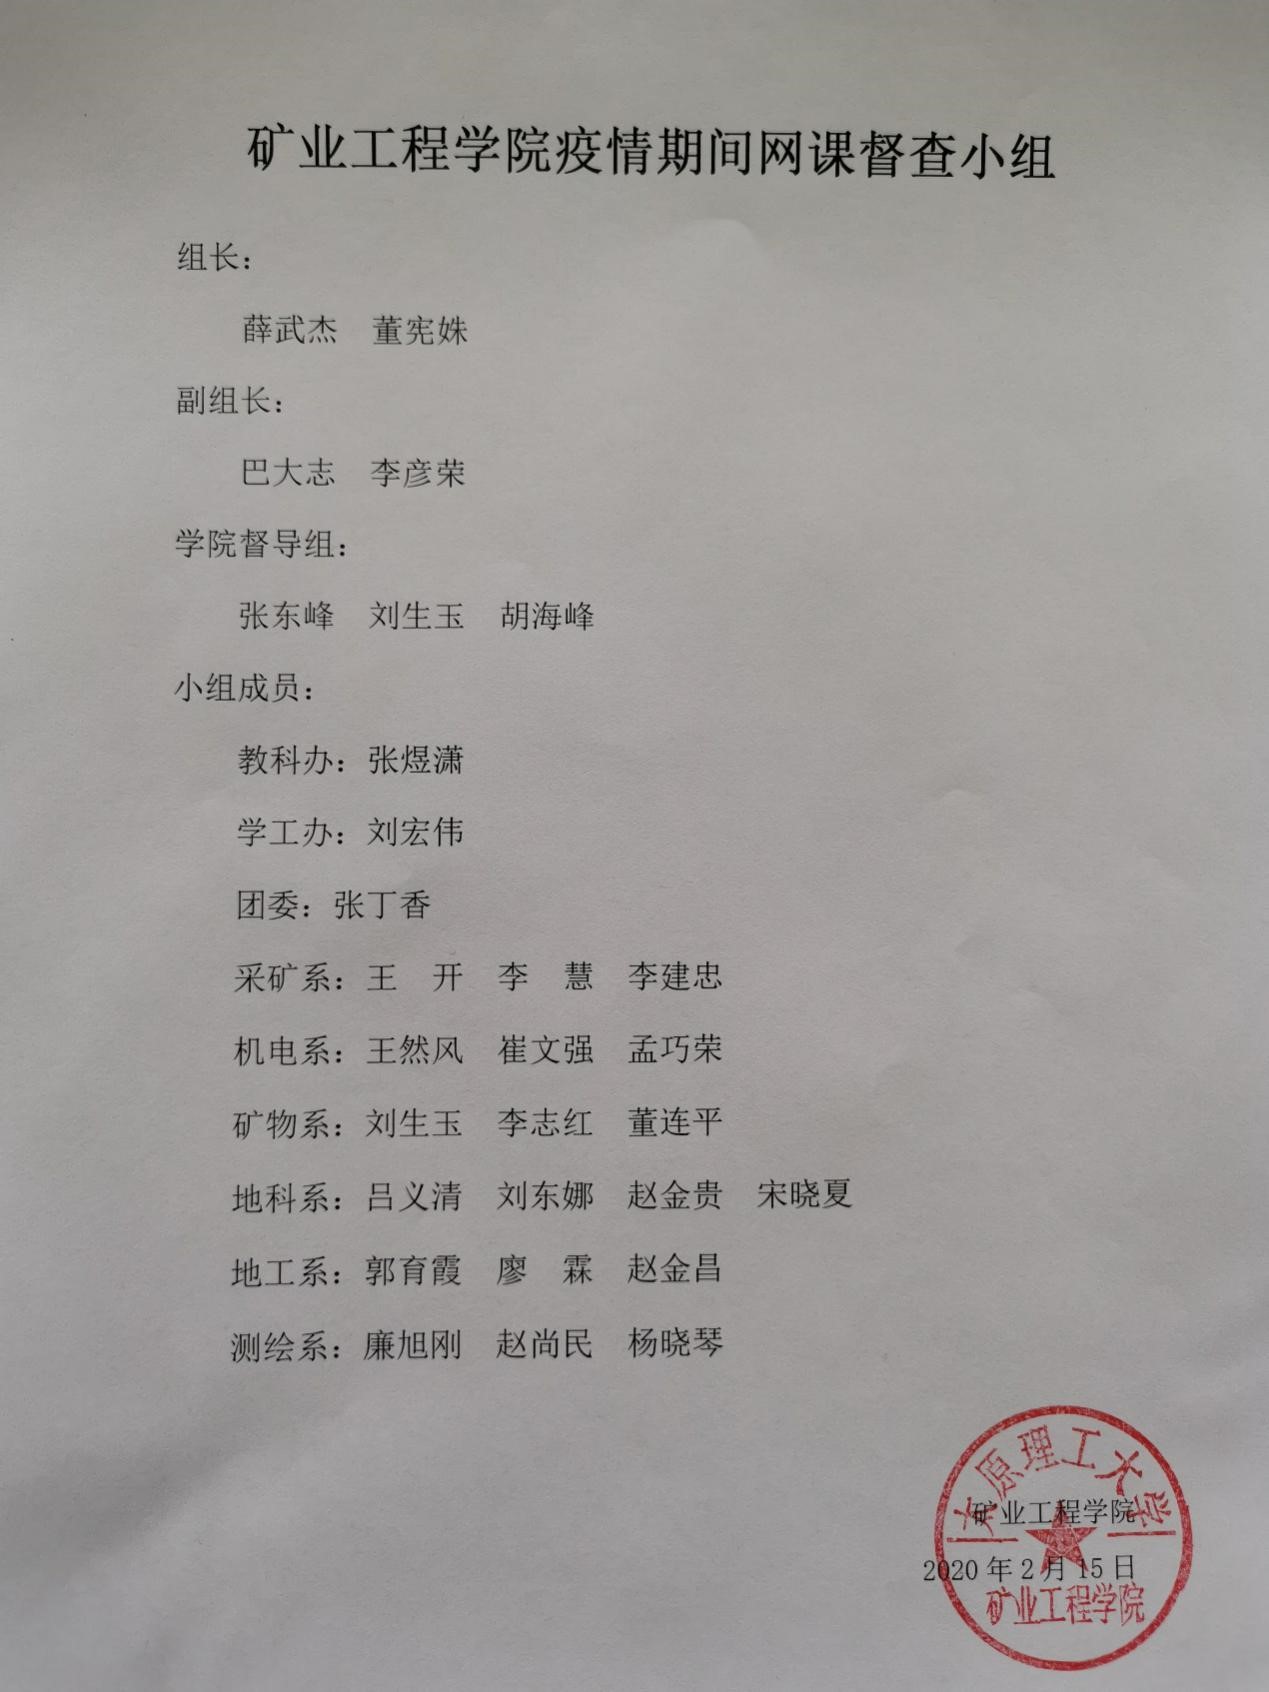 矿业工程学院疫情期间网课督查小组
组长：
薛武杰　董宪姝
副组长：
巴大志　李彦荣
学院督导组：
张东峰　刘生玉　胡海峰
小组成员：
教科办：张煜潇
学工办：刘宏伟
团委：张丁香
采矿系：王　开　李　慧　李建忠
机电系：王然风　崔文强　孟巧荣
矿物系：刘生玉　李志红　董连平
地科系：吕义清　刘东娜　赵金贵　宋晓夏
地工系：郭育霞　廖　霖　赵金昌
测绘系：廉旭刚　赵尚民　杨晓琴
太原理工大学
矿业工程学院
2020 年 2 月 15 日
矿业工程学院